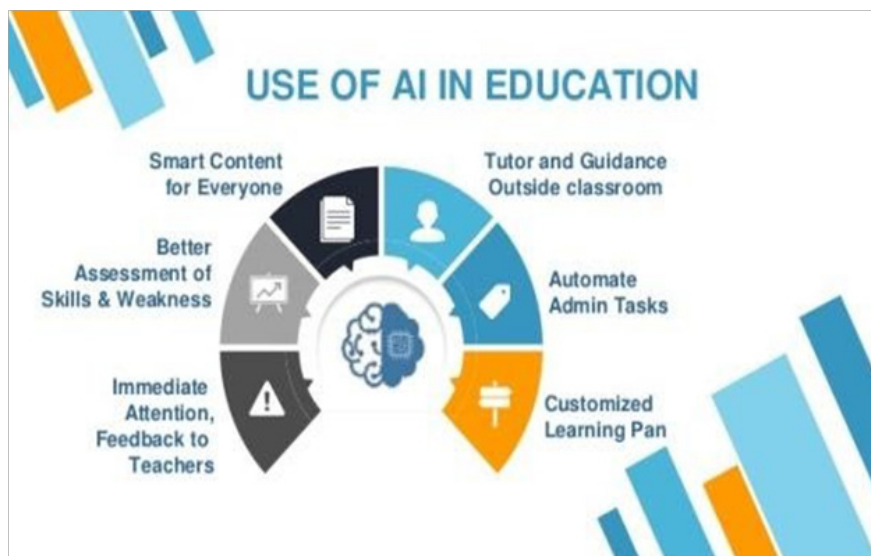 USE OF AI IN EDUCATION
Smart Content
for Everyone
Tutor and Guidance
Outside classroom
Better
Assessment of
Skills & Weakness
Automate
Admin Tasks
Immediate
Attention,
Feedback to
Teachers
Customized
Learning Pan